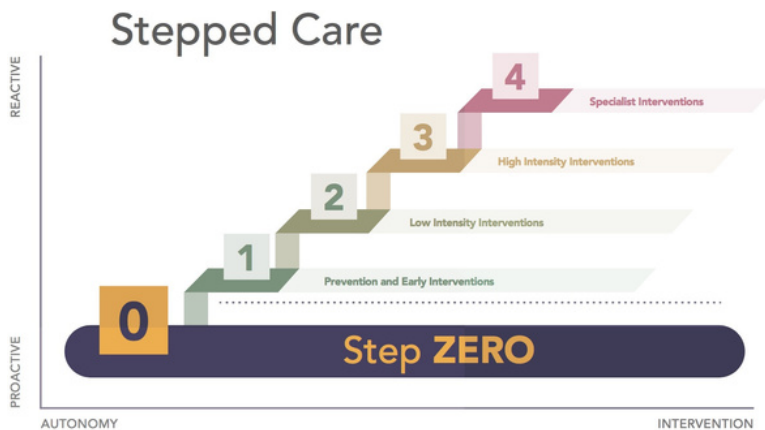 Stepped Care
REACTIVE
4
Specialist Interventions
3
High Intensity Interventions
2
Low Intensity Interventions
1
Prevention and Early Interventions
0
Step ZERO
PROACTIVE
AUTONOMY
INTERVENTION